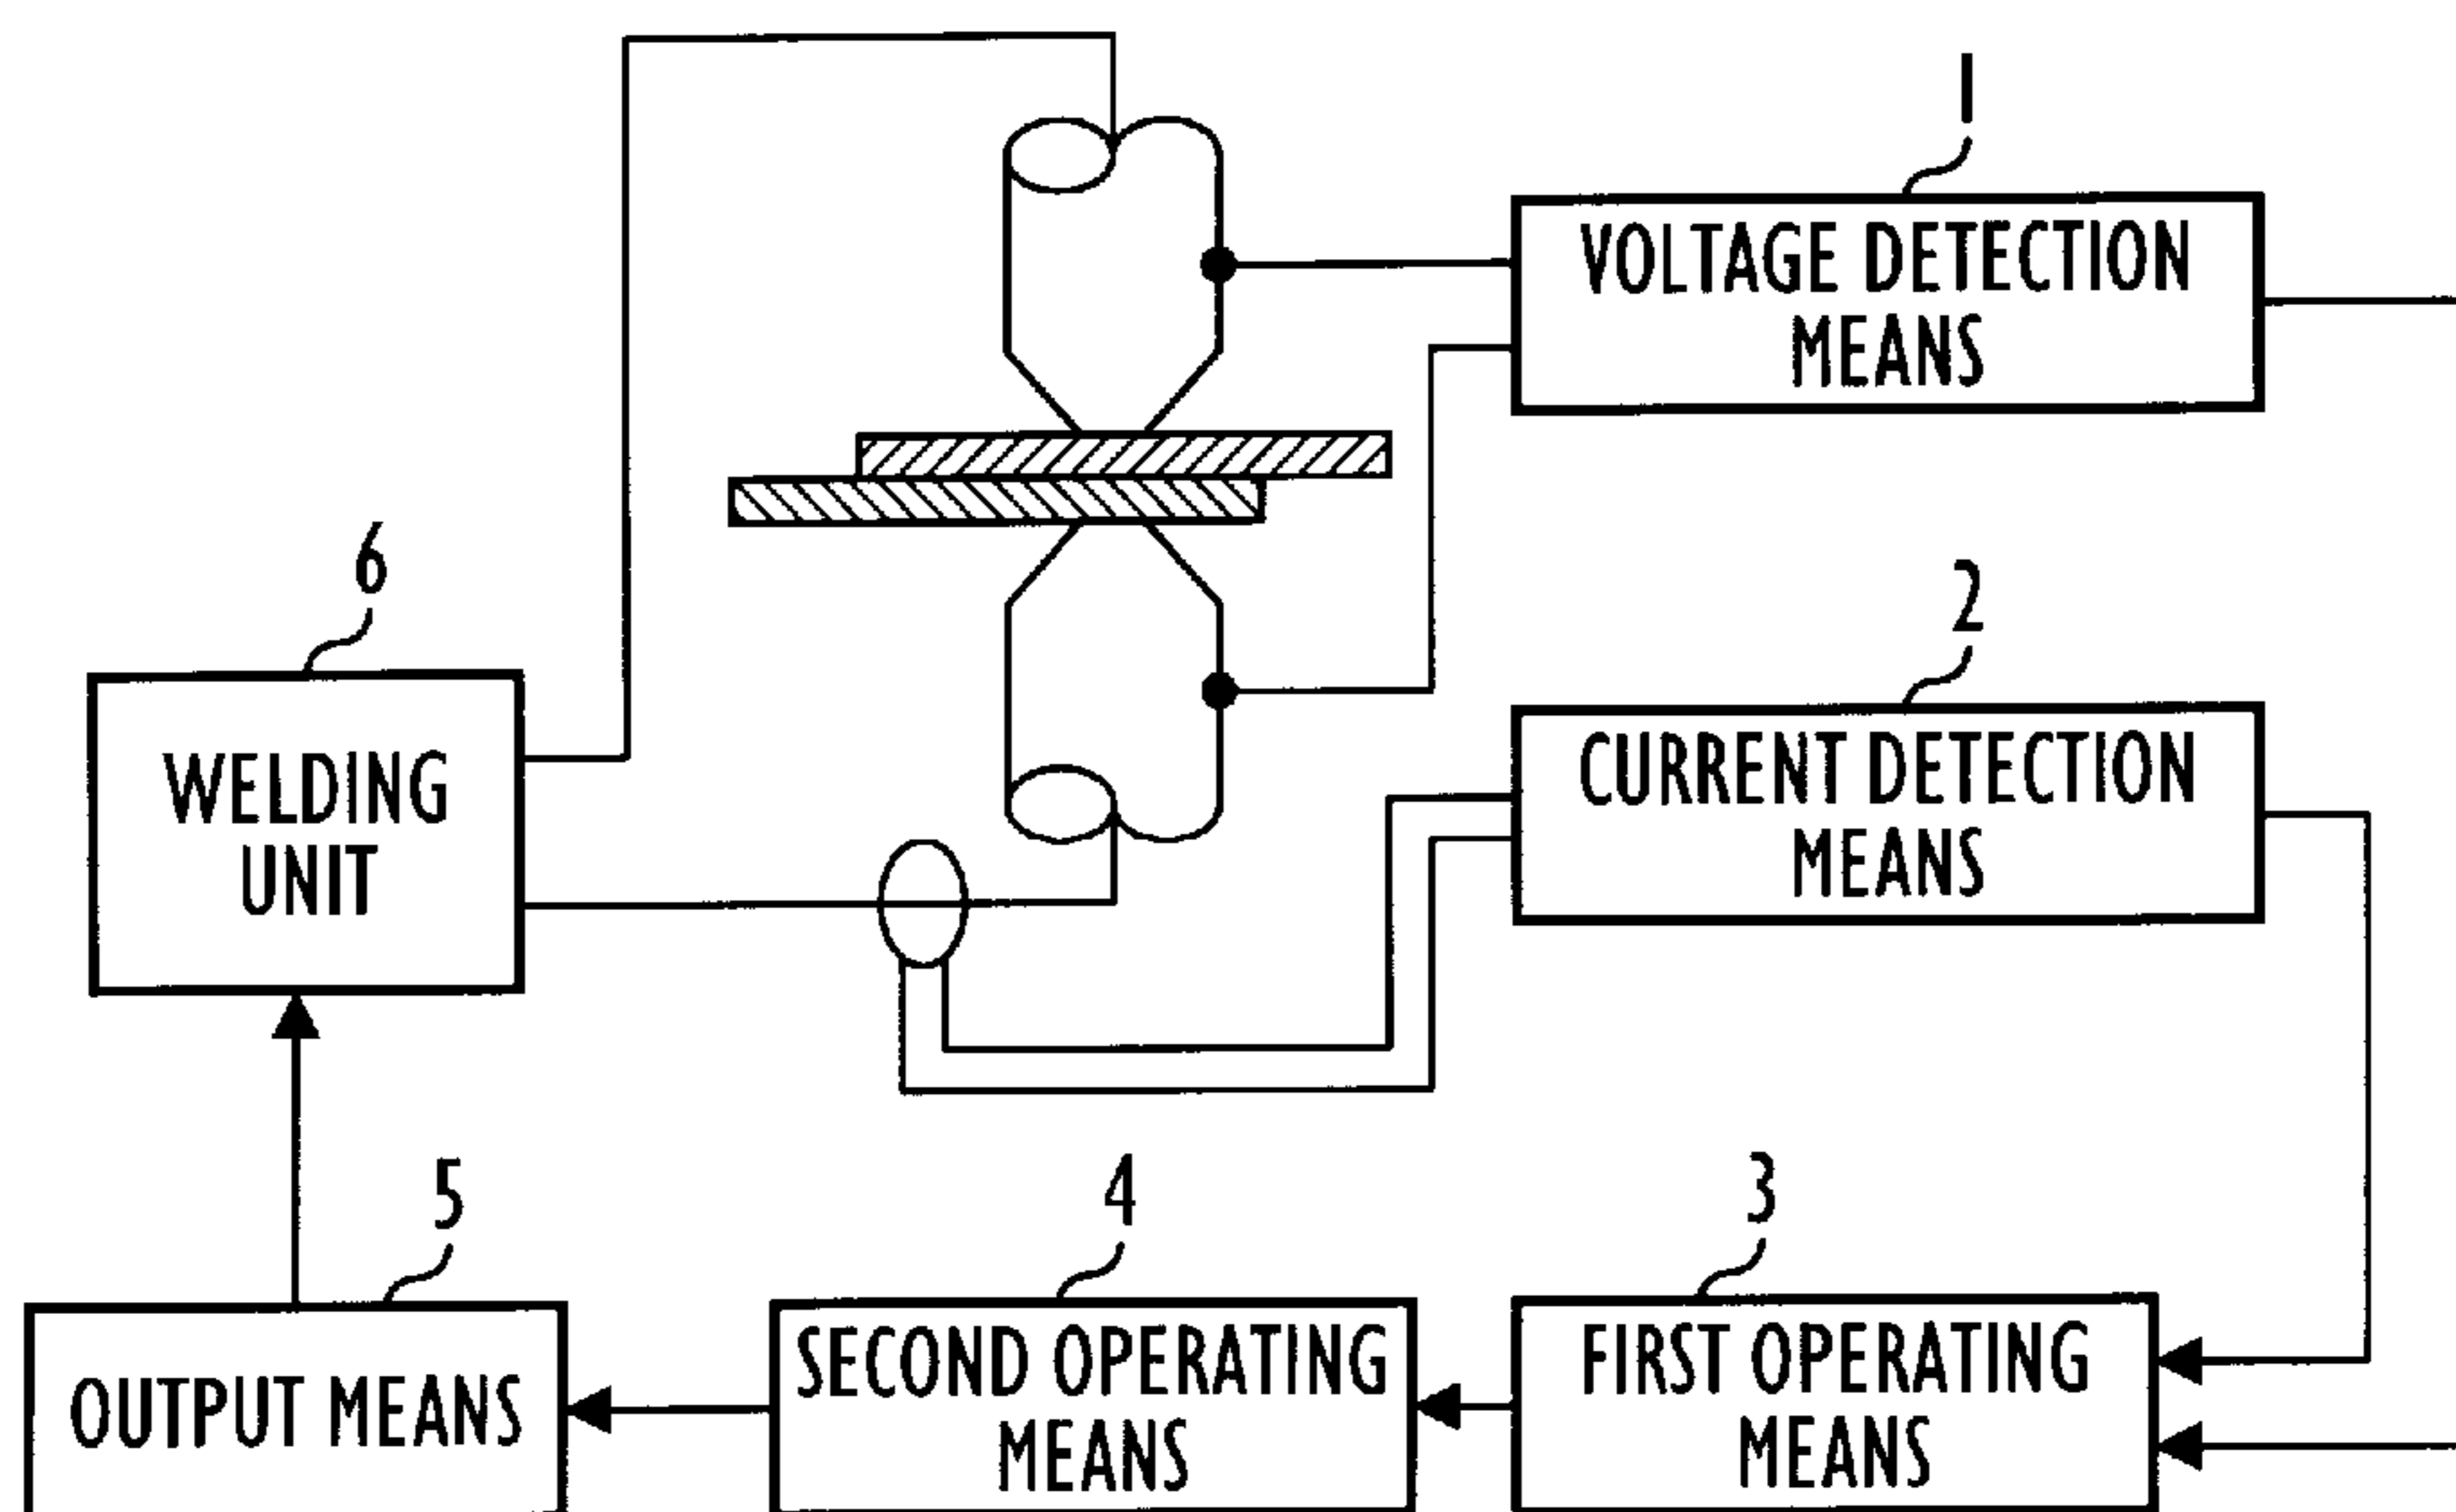 1
VOLTAGE DETECTION
MEANS
6
2
WELDING
UNIT
CURRENT DETECTION
MEANS
5
4
3
OUTPUT MEANS
SECOND OPERATING
MEANS
FIRST OPERATING
MEANS